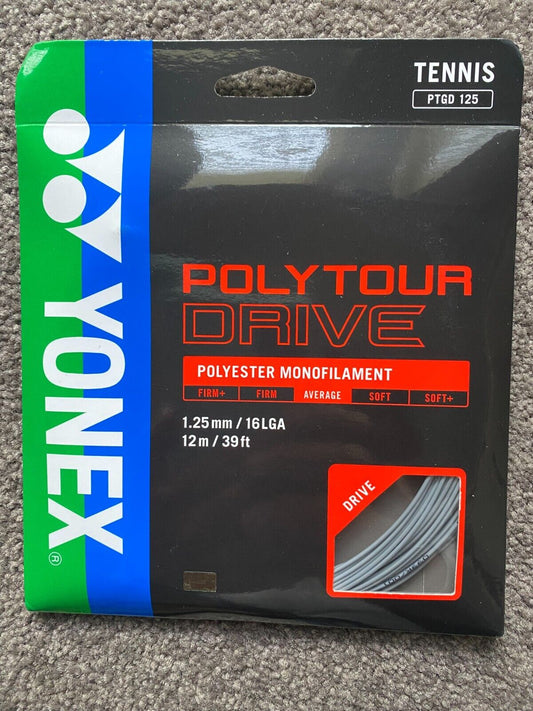 TENNIS
PTGD 125
YONEX®
POLYTOUR
DRIVE
POLYESTER MONOFILAMENT
FIRM+ FIRM AVERAGE SOFT SOFT+
1.25mm / 16LGA
12m / 39ft
DRIVE